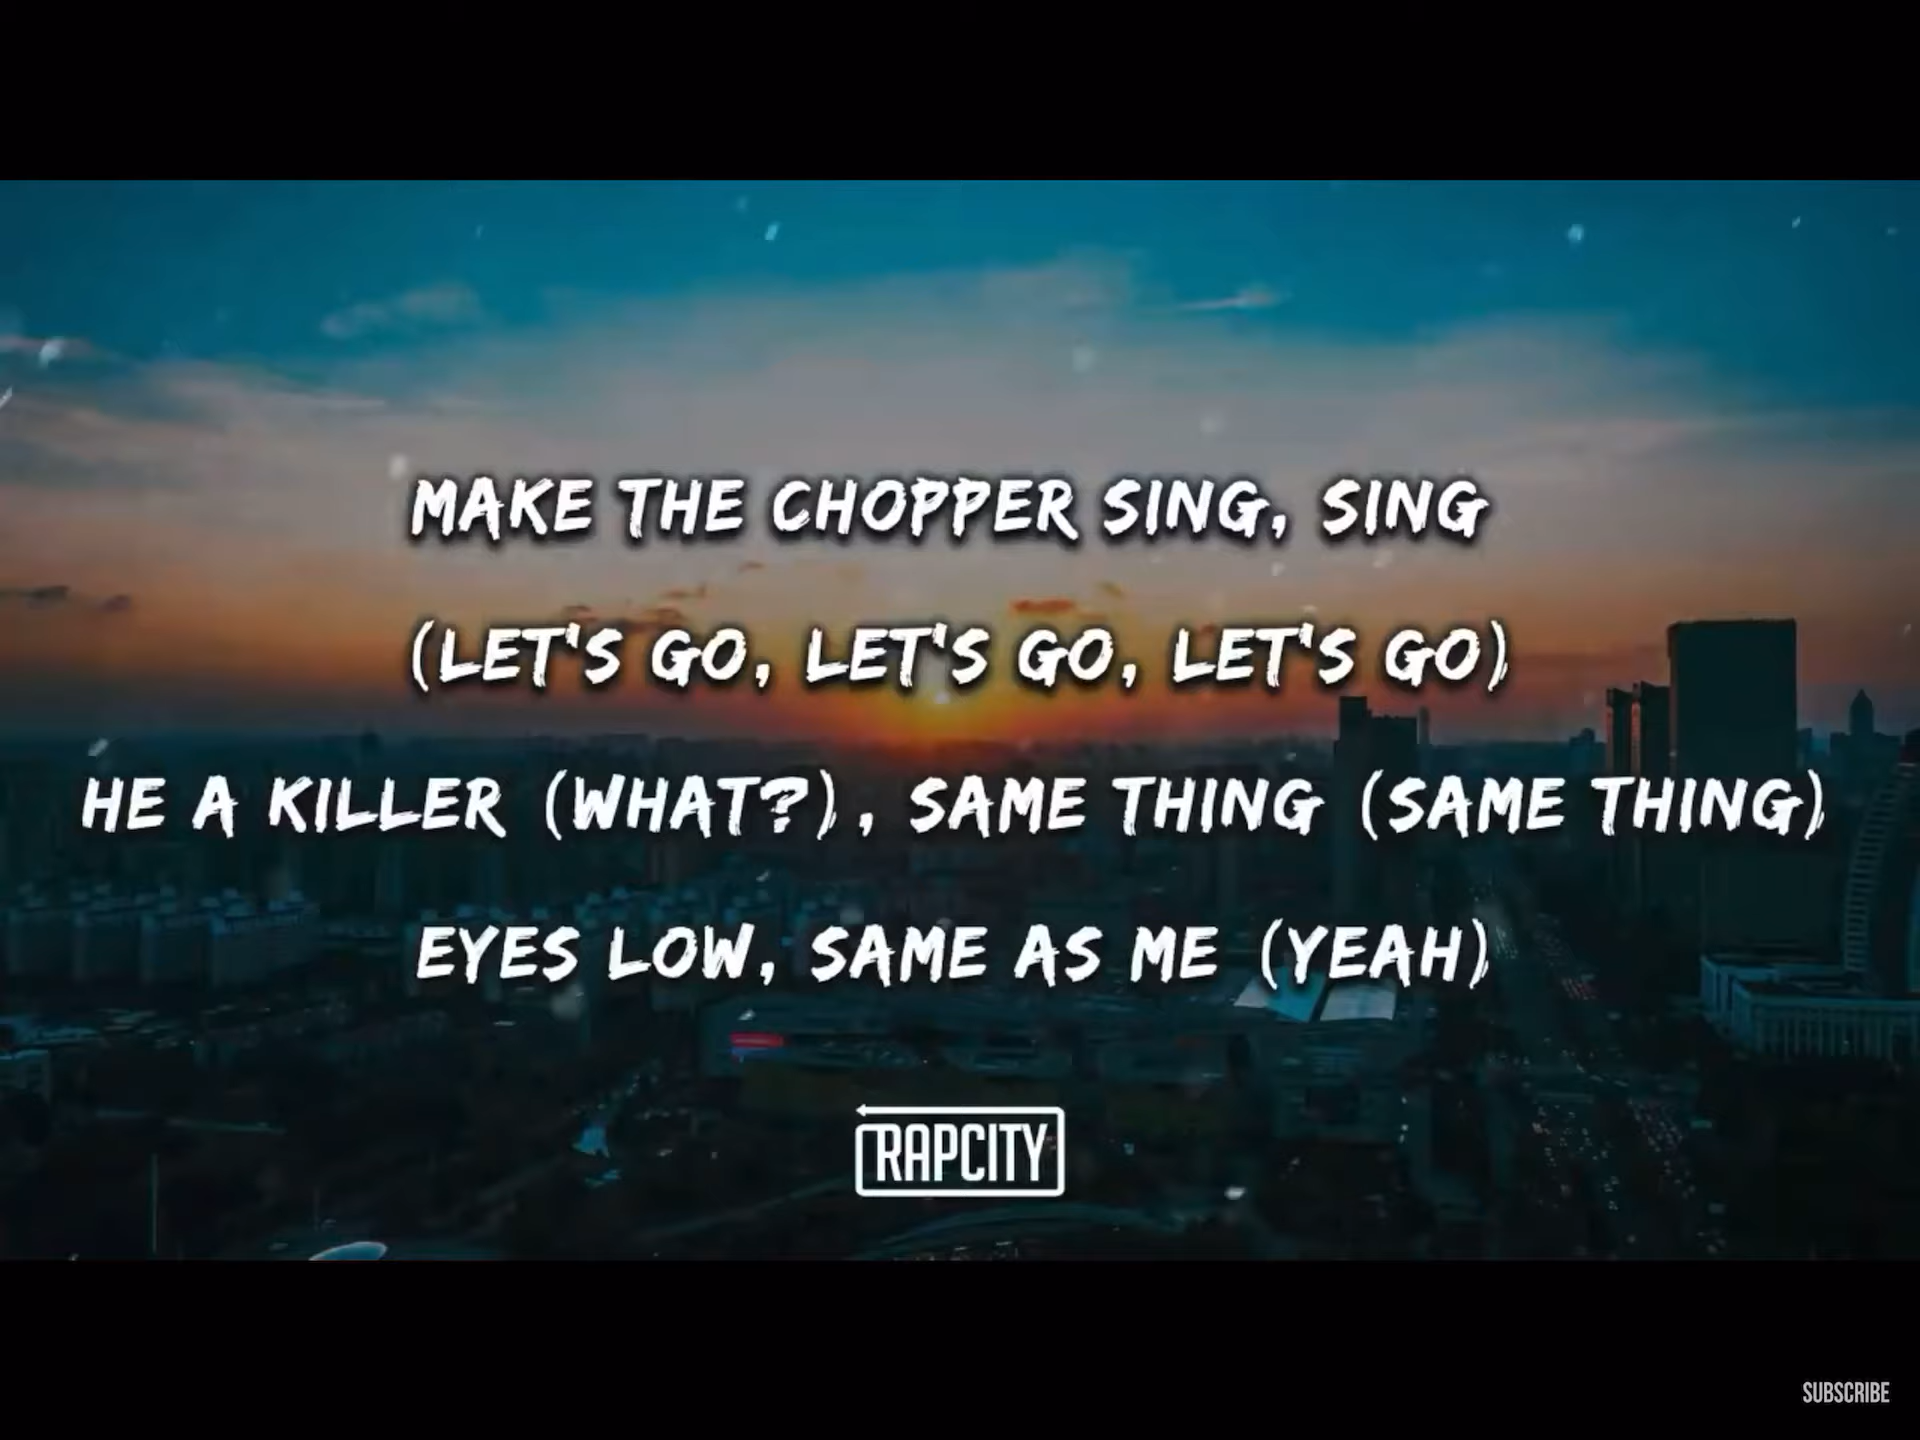 MAKE THE CHOPPER SING, SING
(LET'S GO, LET'S GO, LET'S GO)
HE A KILLER (WHAT?), SAME THING (SAME THING)
EYES LOW, SAME AS ME (YEAH)
RAPCITY
SUBSCRIBE